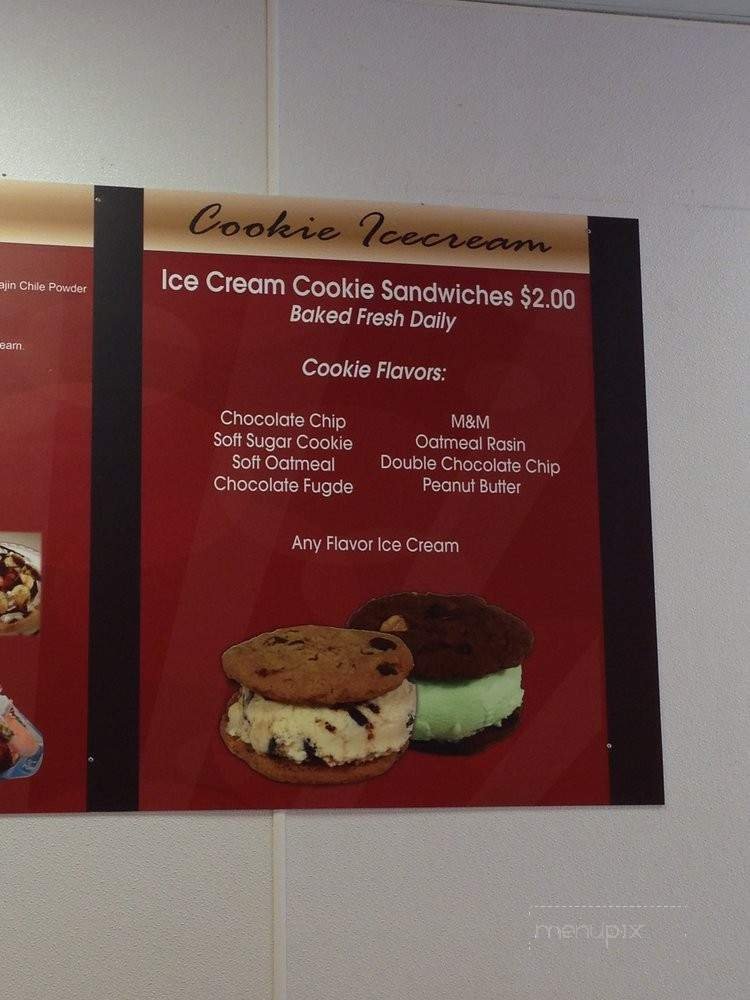 Cookie Icecream
ajin Chile Powder
eam.
Ice Cream Cookie Sandwiches $2.00
Baked Fresh Daily
Cookie Flavors:
Chocolate Chip
Soft Sugar Cookie
Soft Oatmeal
Chocolate Fugde
M&M
Oatmeal Rasin
Double Chocolate Chip
Peanut Butter
Any Flavor Ice Cream
menupix